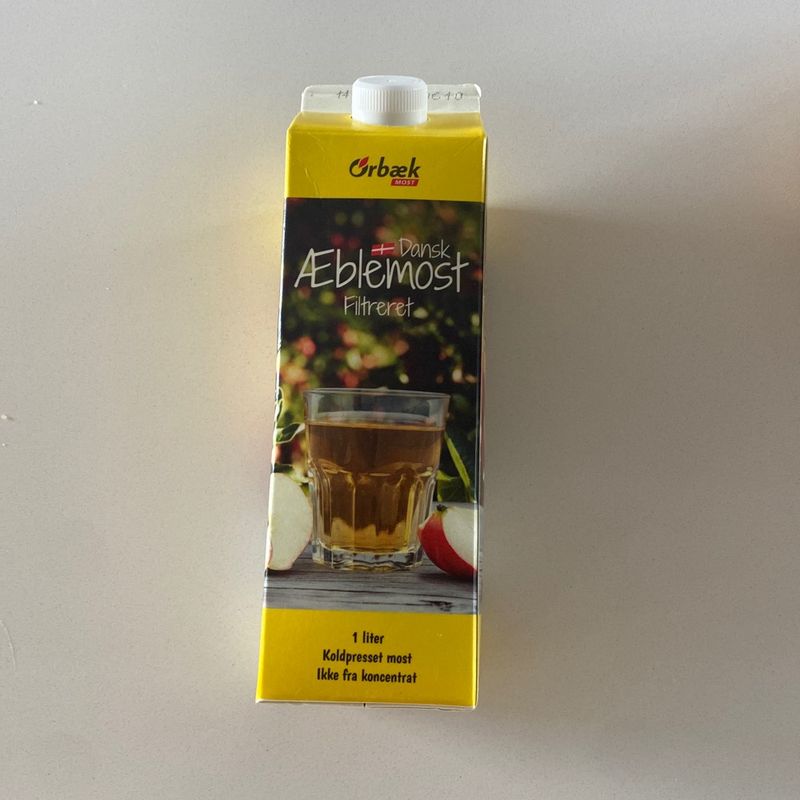 Ørbæk
MOST
Dansk
Æblemost
Filtreret
1 liter
Koldpresset most
Ikke fra koncentrat